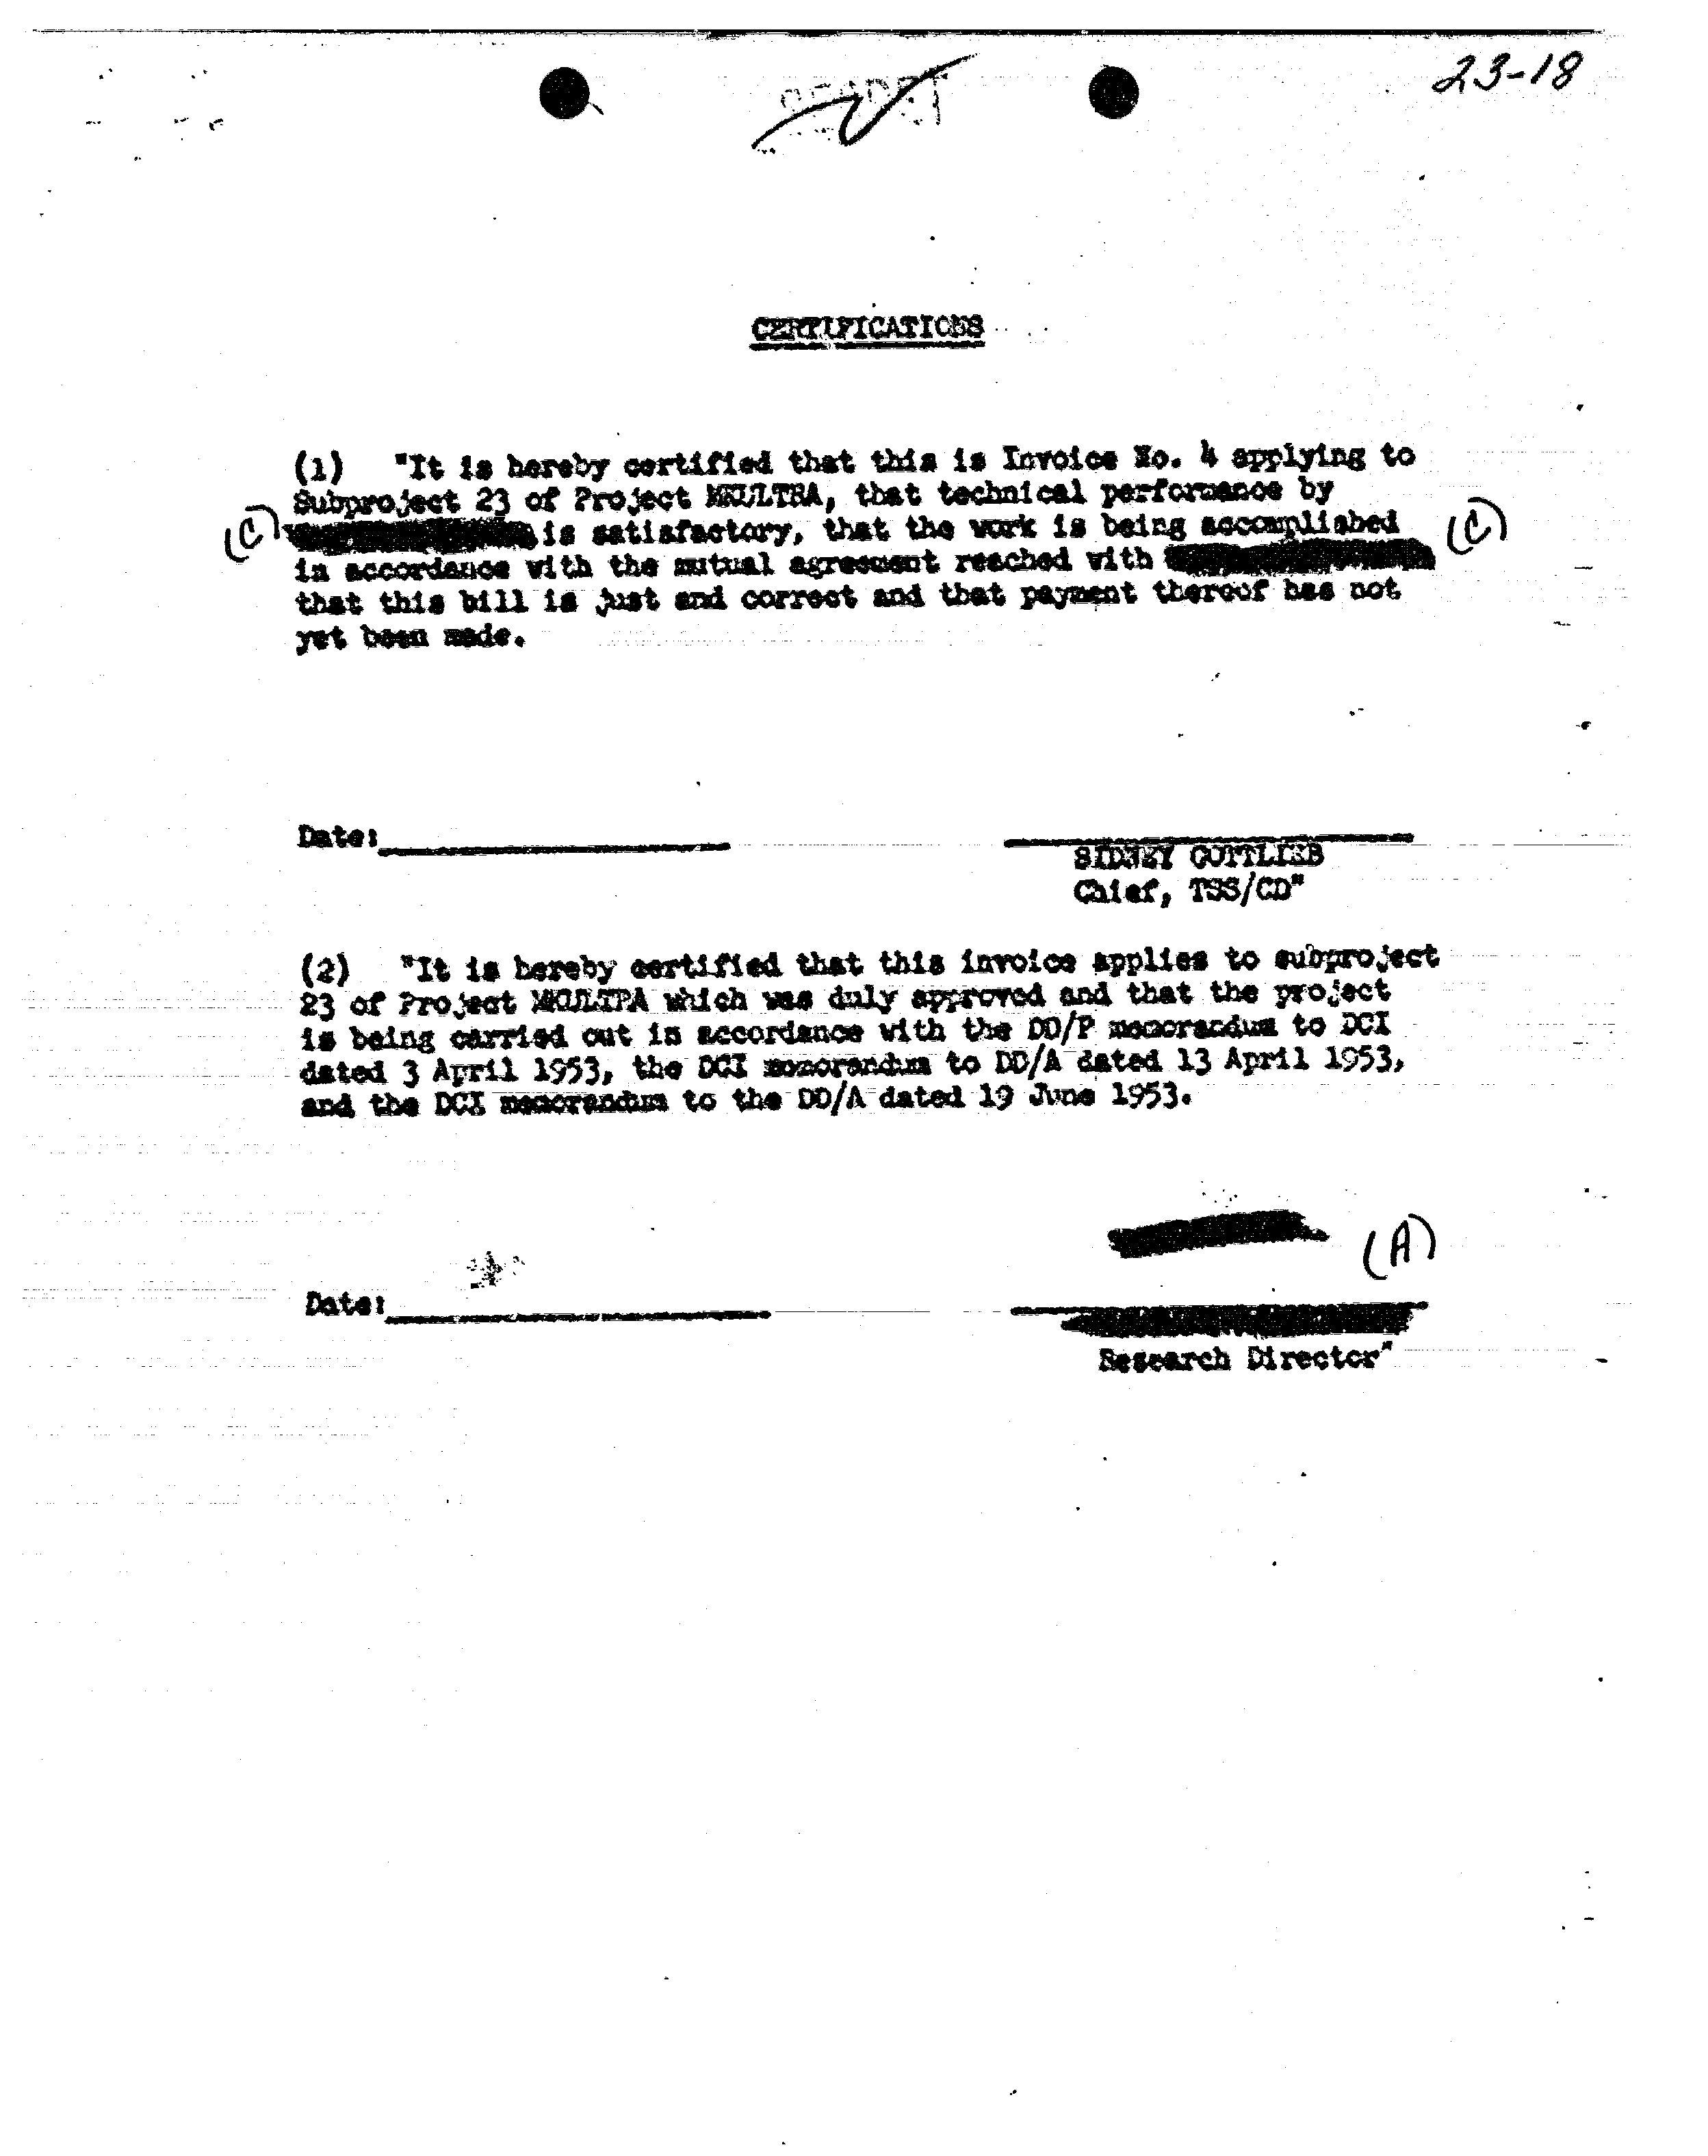 23-18
SECRET
CERTIFICATIONS
(1) "It is hereby certified that this is Invoice No. 4 applying to
Subproject 23 of Project MKULTRA, that technical performance by
(C) is satisfactory, that the work is being accomplished (C)
in accordance with the mutual agreement reached with
that this bill is just and correct and that payment thereof has not
yet been made.
Date:
SIDNEY GOTTLIEB
Chief, TSS/CD"
(2) "It is hereby certified that this invoice applies to subproject
23 of Project MKULTRA which was duly approved and that the project
is being carried out in accordance with the DD/P memorandum to DCI
dated 3 April 1953, the DCI memorandum to DD/A dated 13 April 1953,
and the DCI memorandum to the DD/A dated 19 June 1953.
(A)
Date:
Research Director"